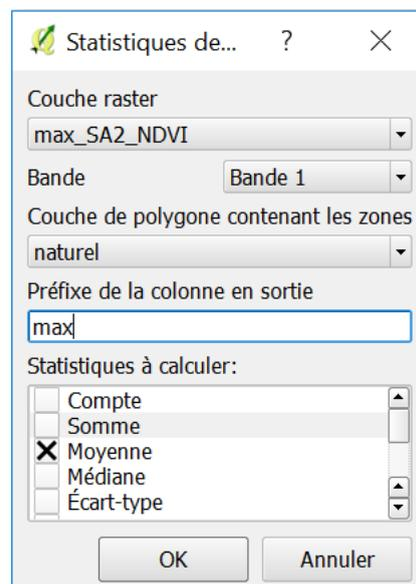 Statistiques de... ?
Couche raster
max_SA2_NDVI
Bande Bande 1
Couche de polygone contenant les zones
naturel
Préfixe de la colonne en sortie
max
Statistiques à calculer:
Compte
Somme
Moyenne
Médiane
Écart-type
OK Annuler